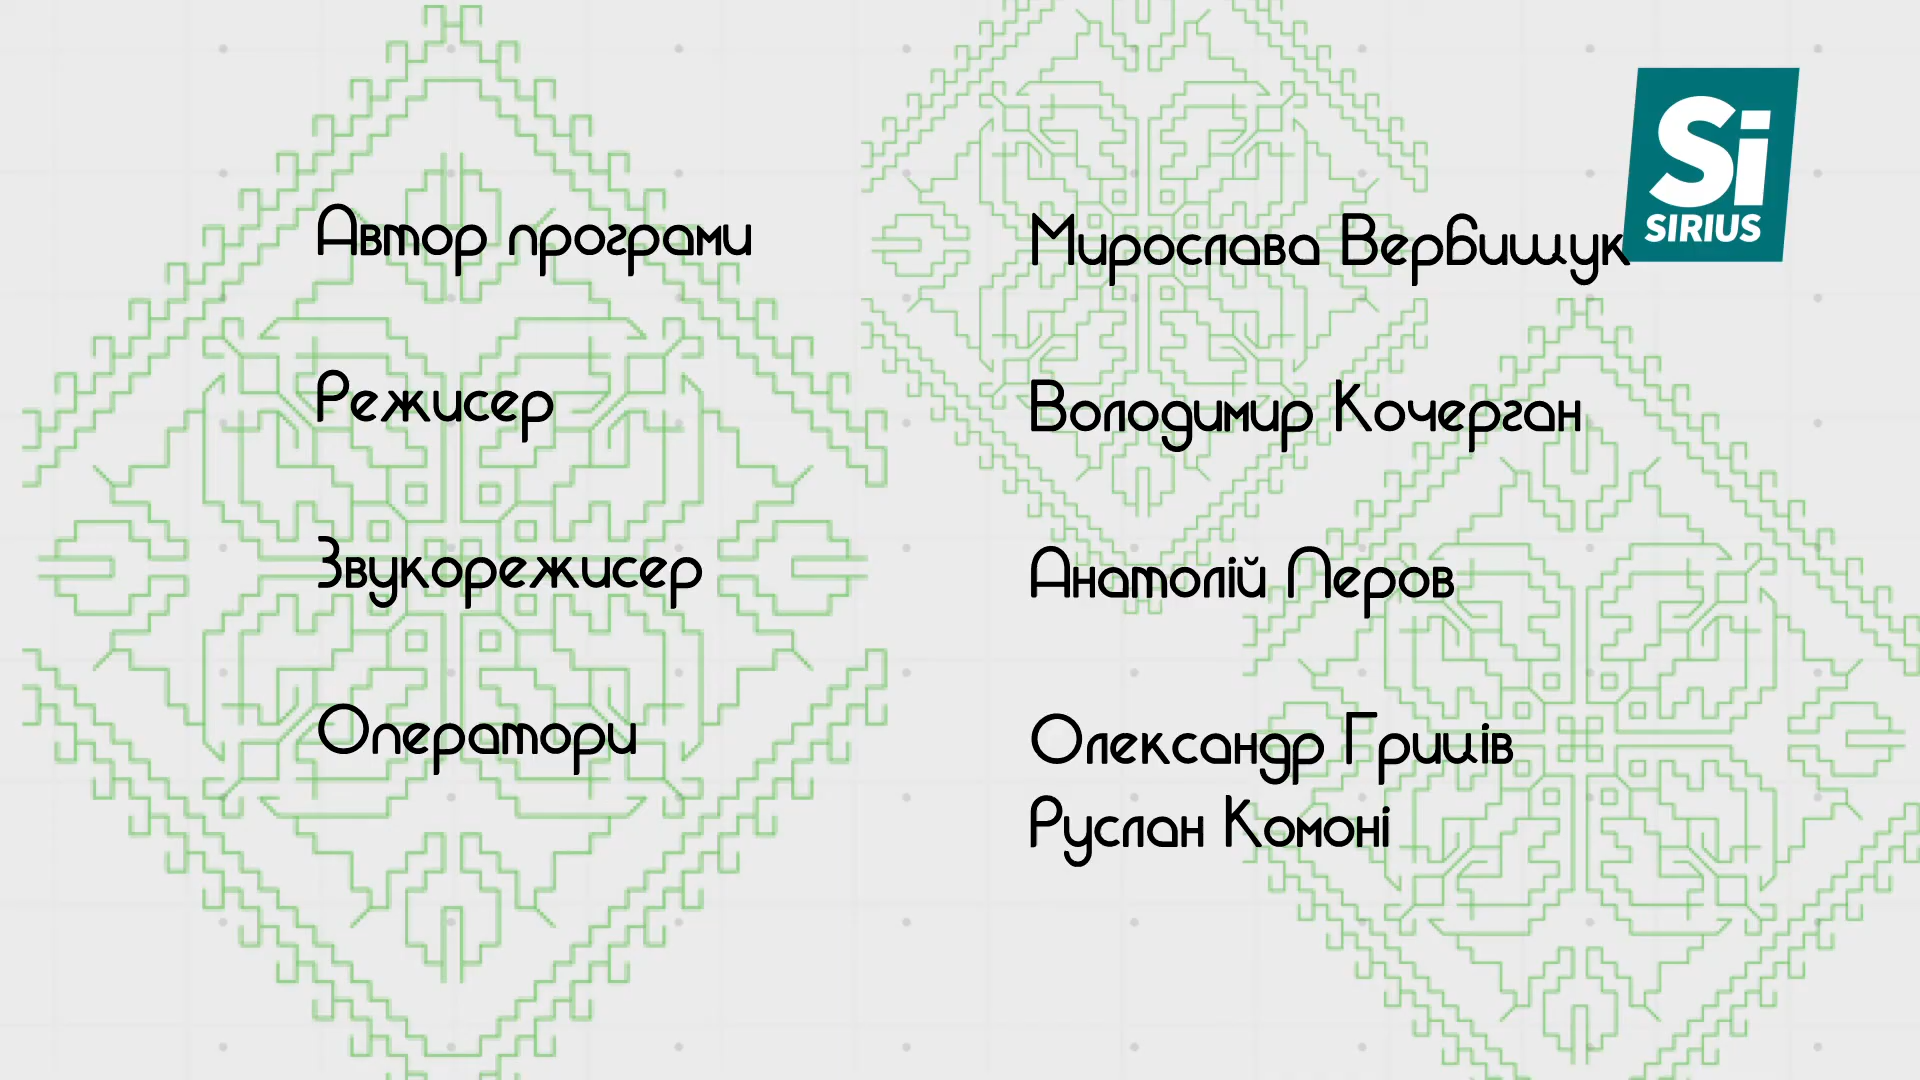 Автор програми
Мирослава Вербищук
Режисер
Володимир Кочерган
Звукорежисер
Анатолій Перов
Оператори
Олександр Гриців
Руслан Комоні
Si
SIRIUS